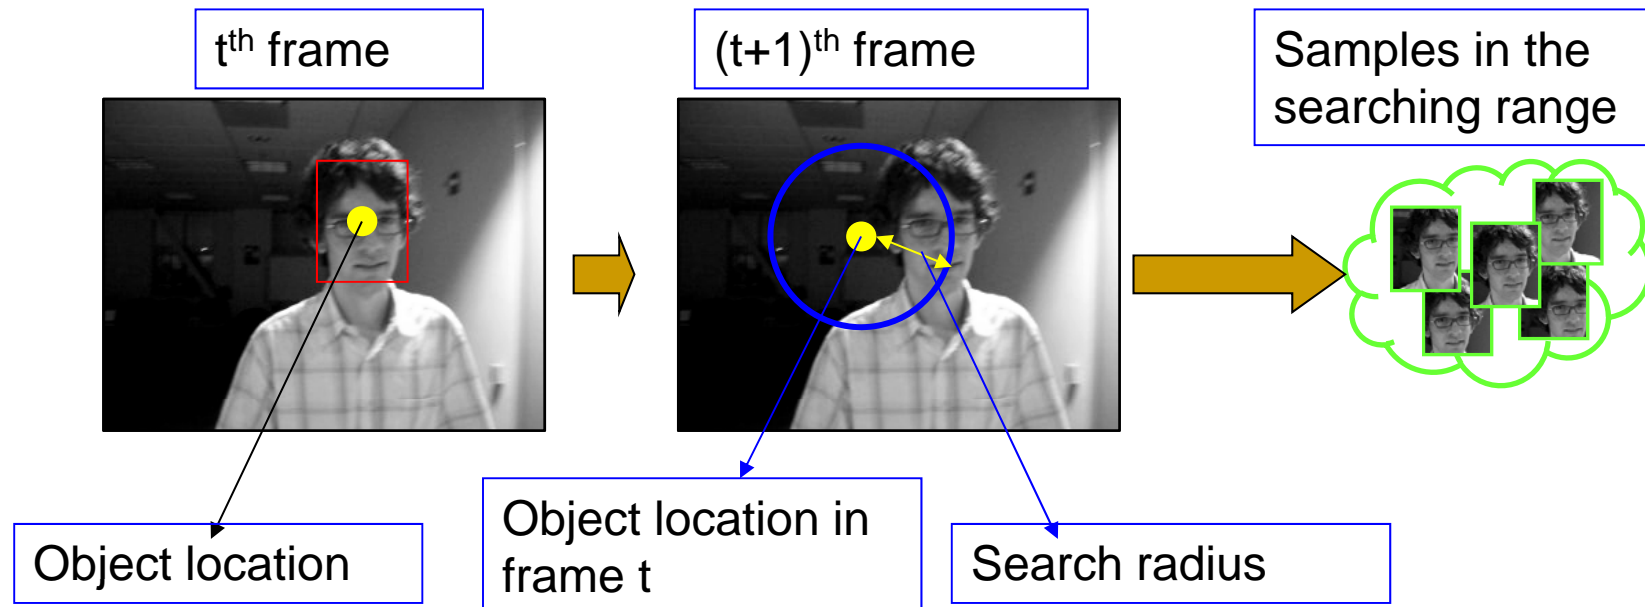 tᵗʰ frame
(t+1)ᵗʰ frame
Samples in the
searching range
Object location
Object location in
frame t
Search radius